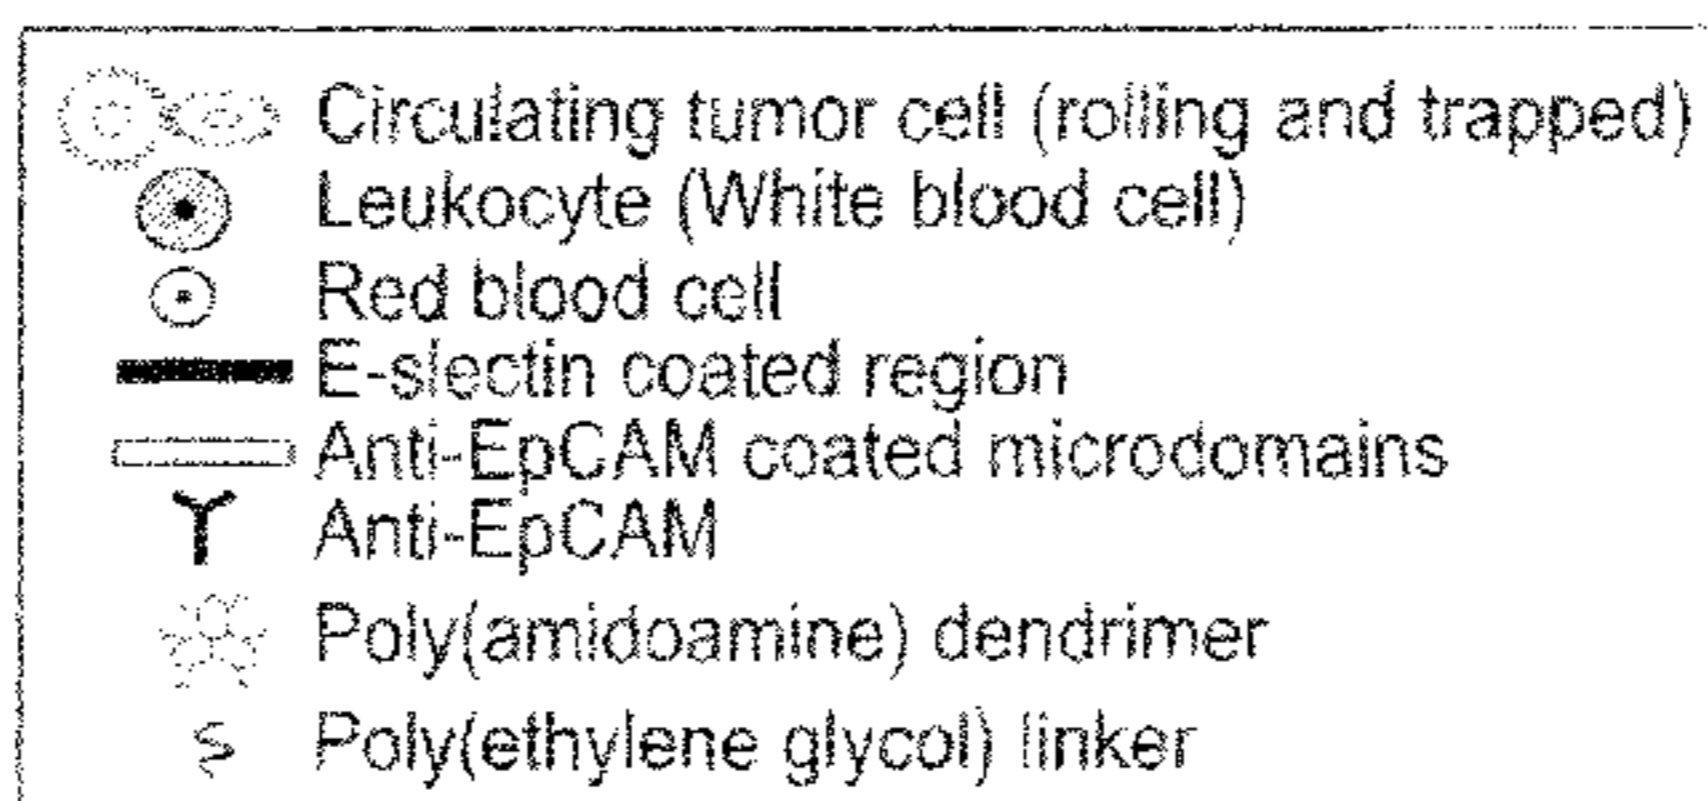 Circulating tumor cell (rolling and trapped)
Leukocyte (White blood cell)
Red blood cell
E-slectin coated region
Anti-EpCAM coated microdomains
Anti-EpCAM
Poly(amidoamine) dendrimer
Poly(ethylene glycol) linker